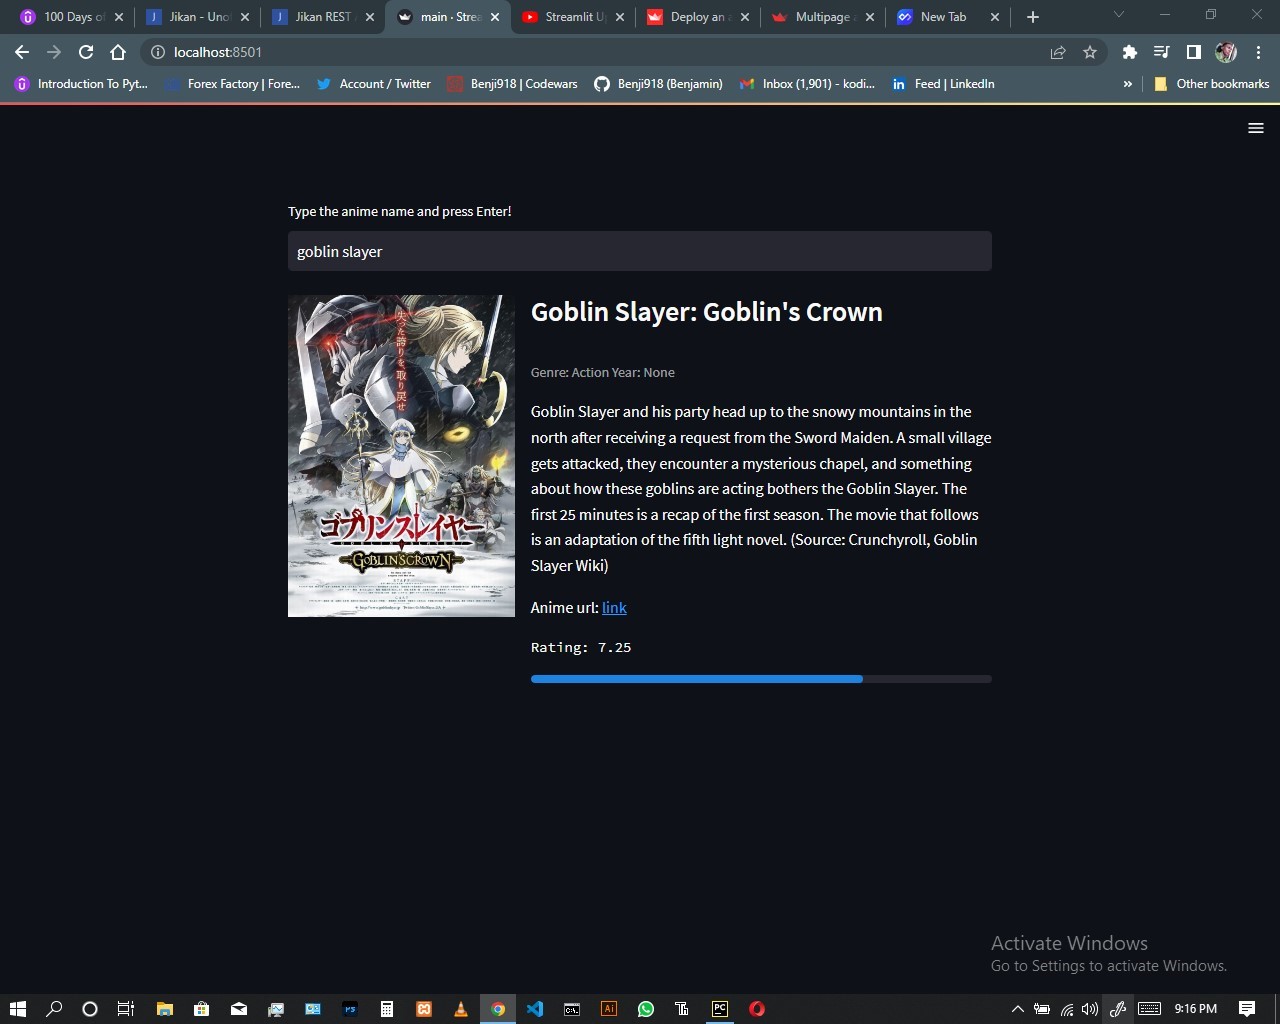 100 Days of
Jikan - Uno
Jikan REST A
main · Strea
Streamlit U
Deploy an a
Multipage a
New Tab
localhost:8501
Introduction To Pyt...
Forex Factory | Fore...
Account / Twitter
Benji918 | Codewars
Benji918 (Benjamin)
Inbox (1,901) - kodi...
Feed | LinkedIn
»
Other bookmarks
Type the anime name and press Enter!
goblin slayer
失った誇りを、取り戻せ
ゴブリンスレイヤー
GOBLIN'S CROWN
Goblin Slayer: Goblin's Crown
Genre: Action Year: None
Goblin Slayer and his party head up to the snowy mountains in the
north after receiving a request from the Sword Maiden. A small village
gets attacked, they encounter a mysterious chapel, and something
about how these goblins are acting bothers the Goblin Slayer. The
first 25 minutes is a recap of the first season. The movie that follows
is an adaptation of the fifth light novel. (Source: Crunchyroll, Goblin
Slayer Wiki)
Anime url: link
Rating: 7.25
Activate Windows
Go to Settings to activate Windows.
9:16 PM